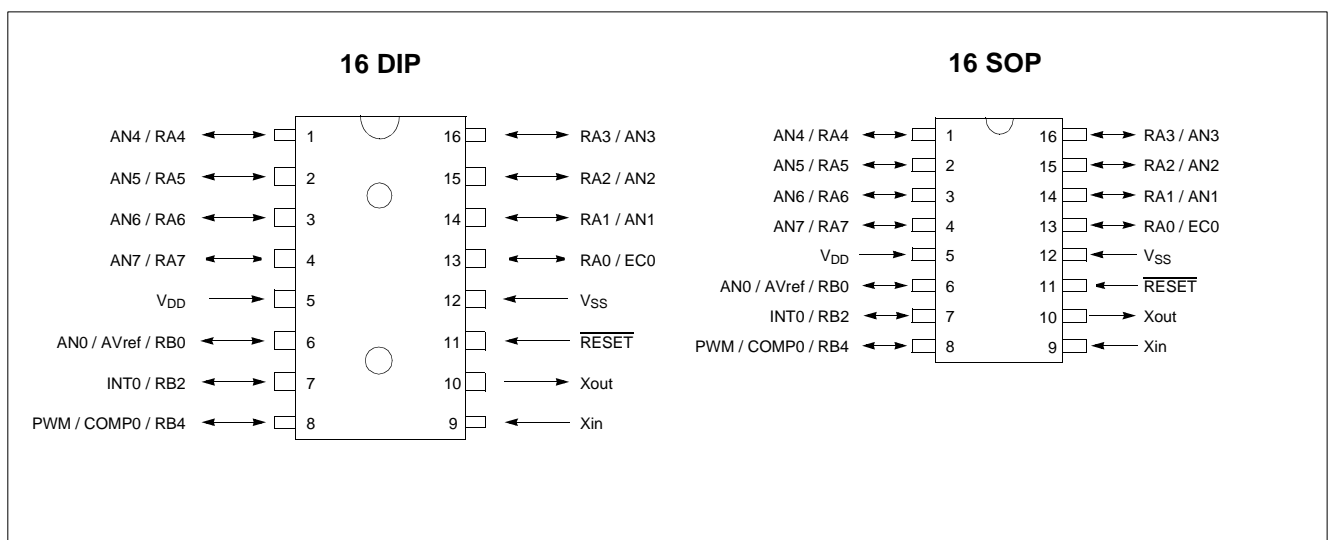 16 DIP
AN4 / RA4 1 16 RA3 / AN3
AN5 / RA5 2 15 RA2 / AN2
AN6 / RA6 3 14 RA1 / AN1
AN7 / RA7 4 13 RA0 / EC0
VDD 5 12 VSS
AN0 / AVref / RB0 6 11 RESET
INT0 / RB2 7 10 Xout
PWM / COMP0 / RB4 8 9 Xin
16 SOP
AN4 / RA4 1 16 RA3 / AN3
AN5 / RA5 2 15 RA2 / AN2
AN6 / RA6 3 14 RA1 / AN1
AN7 / RA7 4 13 RA0 / EC0
VDD 5 12 VSS
AN0 / AVref / RB0 6 11 RESET
INT0 / RB2 7 10 Xout
PWM / COMP0 / RB4 8 9 Xin